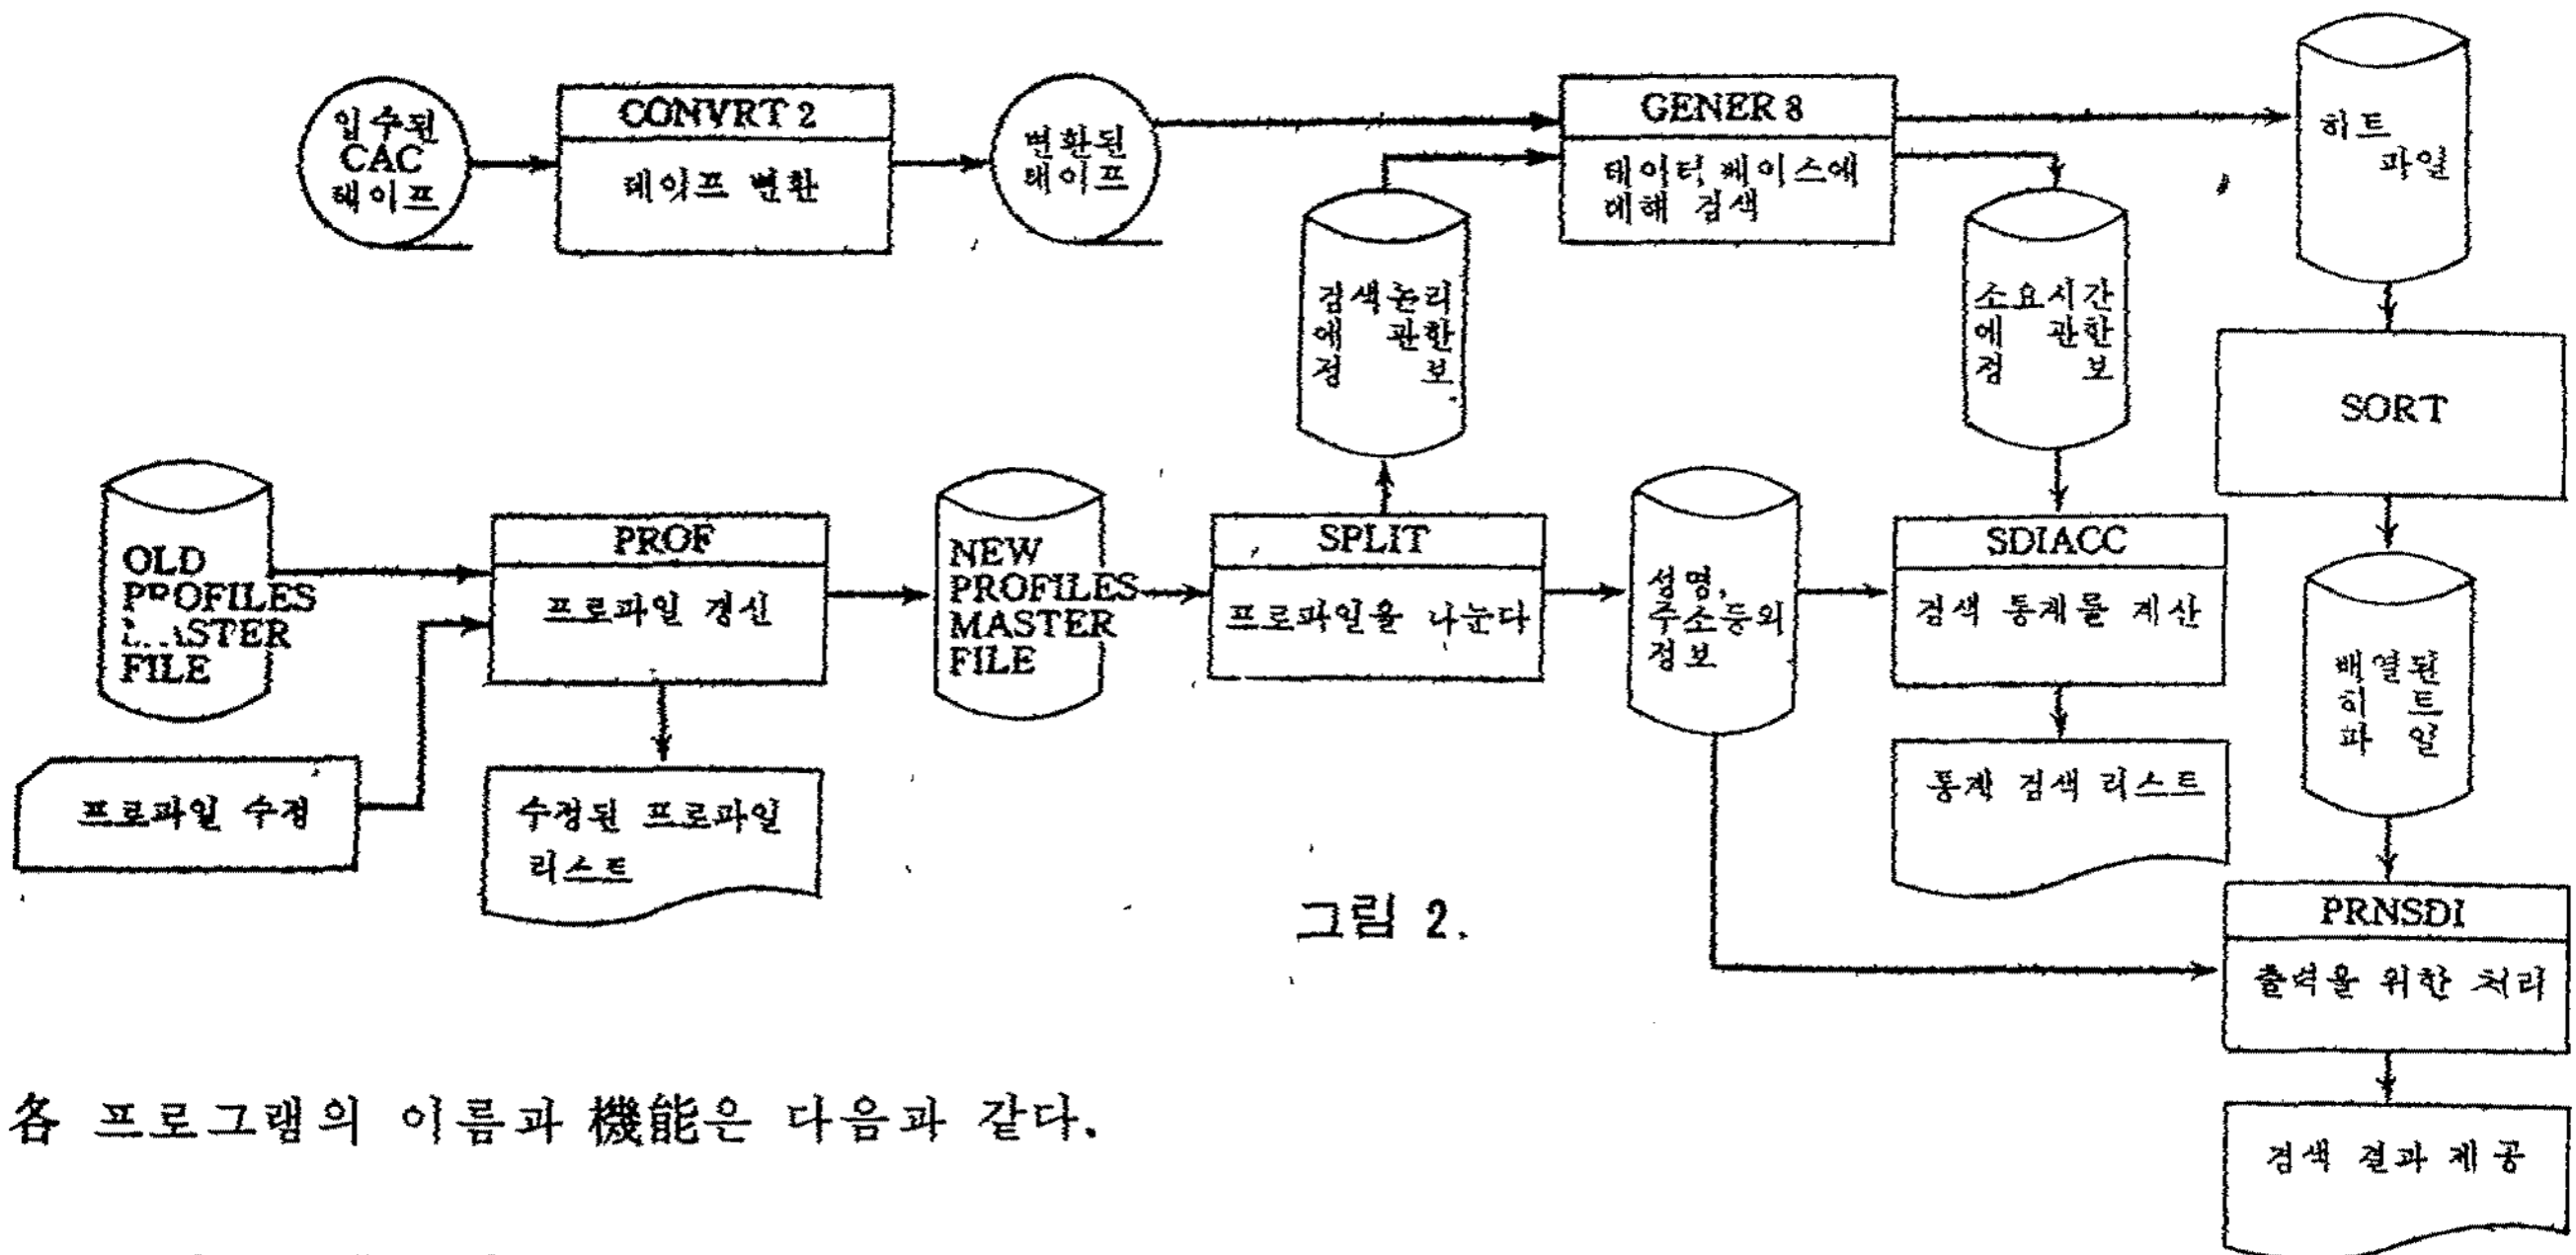 입수된
CAC
테이프
CONVRT 2
테이프 변환
변환된
테이프
GENER 8
데이터 베이스에
대해 검색
히트
파일
검색논리
에 관한
정 보
소요시간
에 관한
정 보
SORT
OLD
PROFILES
MASTER
FILE
PROF
프로파일 갱신
NEW
PROFILES
MASTER
FILE
SPLIT
프로파일을 나눈다
성명,
주소등의
정보
SDIACC
검색 통계를 계산
배열된
히 트
파 일
프로파일 수정
수정된 프로파일
리스트
통계 검색 리스트
그림 2.
PRNSDI
출력을 위한 처리
검색 결과 제공
各 프로그램의 이름과 機能은 다음과 같다.